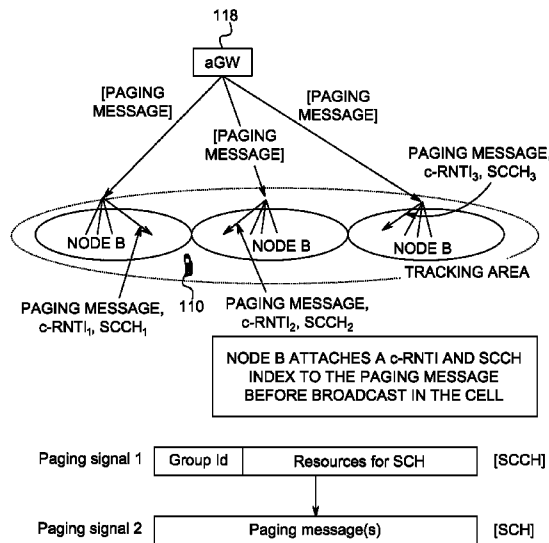 118
aGW
[PAGING
MESSAGE]
[PAGING
MESSAGE]
[PAGING
MESSAGE]
PAGING MESSAGE,
c-RNTI₃, SCCH₃
NODE B
NODE B
NODE B
TRACKING AREA
PAGING MESSAGE,
c-RNTI₁, SCCH₁
110
PAGING MESSAGE,
c-RNTI₂, SCCH₂
NODE B ATTACHES A c-RNTI AND SCCH
INDEX TO THE PAGING MESSAGE
BEFORE BROADCAST IN THE CELL
Paging signal 1 Group Id Resources for SCH [SCCH]
Paging signal 2 Paging message(s) [SCH]